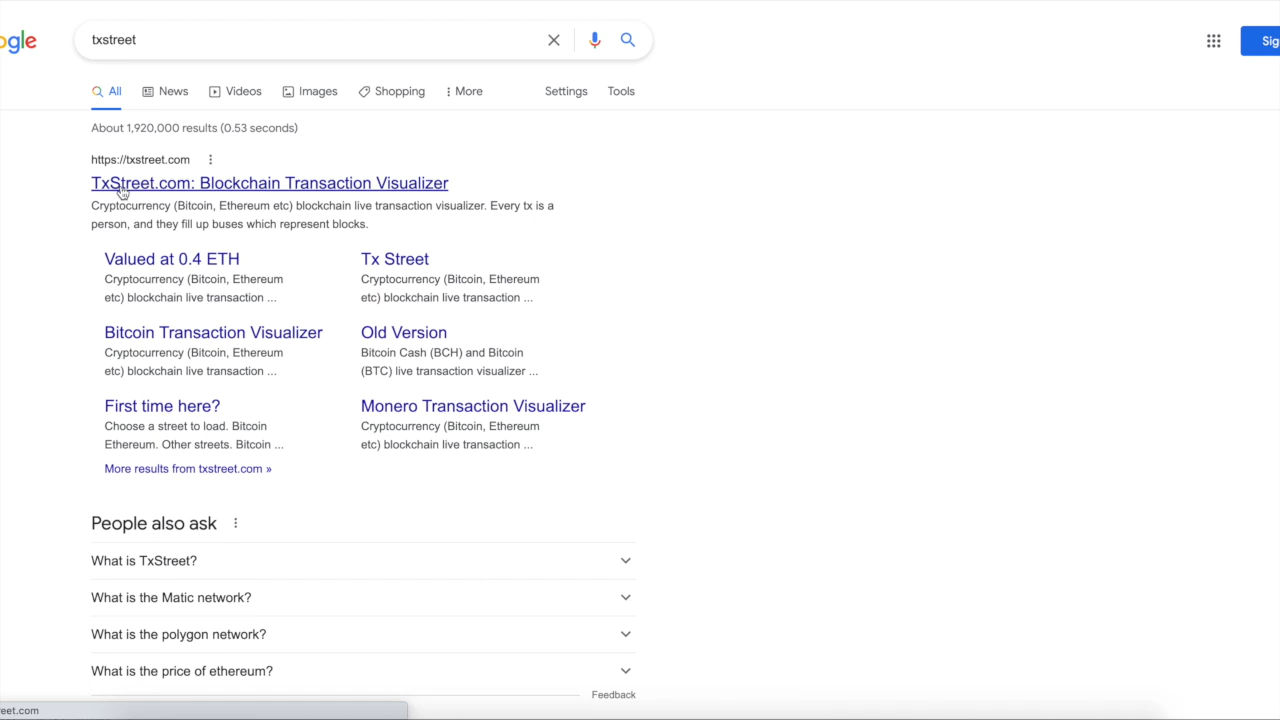 ogle
txstreet
Sig
All News Videos Images Shopping More Settings Tools
About 1,920,000 results (0.53 seconds)
https://txstreet.com
TxStreet.com: Blockchain Transaction Visualizer
Cryptocurrency (Bitcoin, Ethereum etc) blockchain live transaction visualizer. Every tx is a
person, and they fill up buses which represent blocks.
Valued at 0.4 ETH
Cryptocurrency (Bitcoin, Ethereum
etc) blockchain live transaction ...
Tx Street
Cryptocurrency (Bitcoin, Ethereum
etc) blockchain live transaction ...
Bitcoin Transaction Visualizer
Cryptocurrency (Bitcoin, Ethereum
etc) blockchain live transaction ...
Old Version
Bitcoin Cash (BCH) and Bitcoin
(BTC) live transaction visualizer ...
First time here?
Choose a street to load. Bitcoin
Ethereum. Other streets. Bitcoin ...
Monero Transaction Visualizer
Cryptocurrency (Bitcoin, Ethereum
etc) blockchain live transaction ...
More results from txstreet.com »
People also ask
What is TxStreet?
What is the Matic network?
What is the polygon network?
What is the price of ethereum?
Feedback
reet.com